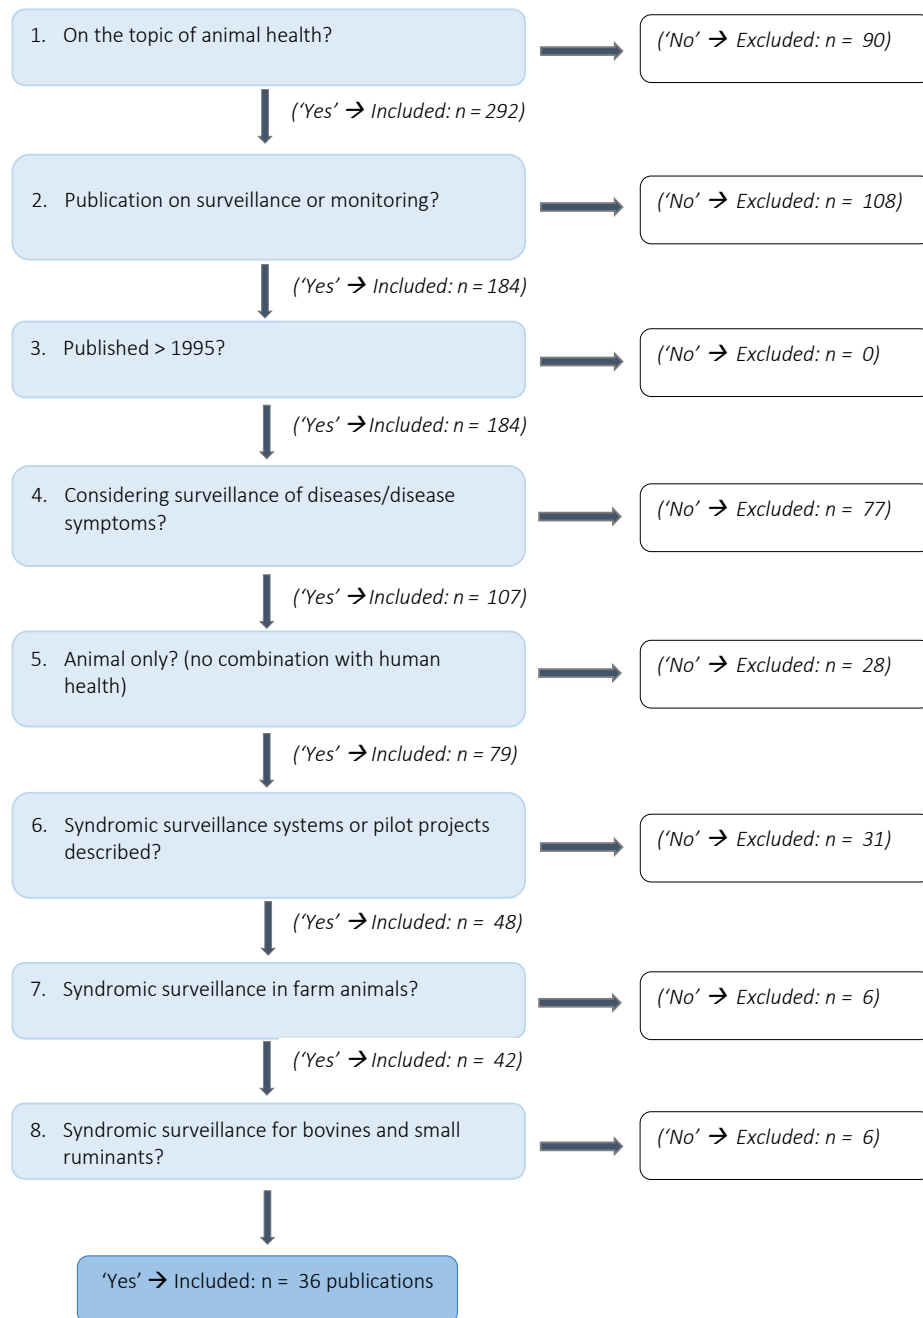 1. On the topic of animal health?
(‘No’ → Excluded: n = 90)
(‘Yes’ → Included: n = 292)
2. Publication on surveillance or monitoring?
(‘No’ → Excluded: n = 108)
(‘Yes’ → Included: n = 184)
3. Published > 1995?
(‘No’ → Excluded: n = 0)
(‘Yes’ → Included: n = 184)
4. Considering surveillance of diseases/disease
symptoms?
(‘No’ → Excluded: n = 77)
(‘Yes’ → Included: n = 107)
5. Animal only? (no combination with human
health)
(‘No’ → Excluded: n = 28)
(‘Yes’ → Included: n = 79)
6. Syndromic surveillance systems or pilot projects
described?
(‘No’ → Excluded: n = 31)
(‘Yes’ → Included: n = 48)
7. Syndromic surveillance in farm animals?
(‘No’ → Excluded: n = 6)
(‘Yes’ → Included: n = 42)
8. Syndromic surveillance for bovines and small
ruminants?
(‘No’ → Excluded: n = 6)
‘Yes’ → Included: n = 36 publications